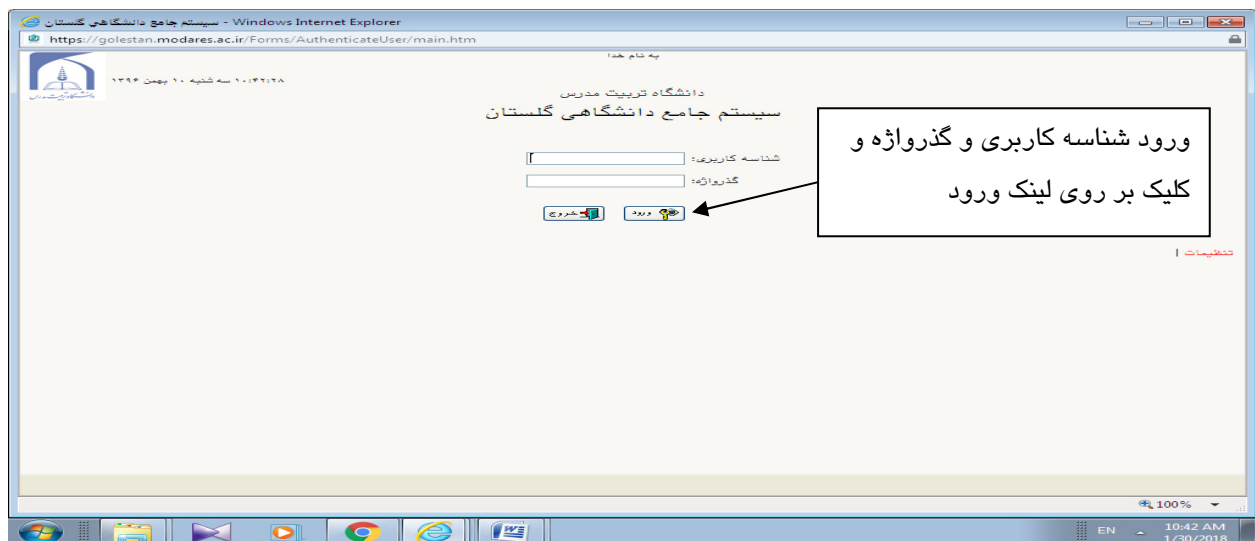 سیستم جامع دانشگاهی گلستان - Windows Internet Explorer
https://golestan.modares.ac.ir/Forms/AuthenticateUser/main.htm
به نام خدا
۱۰:۴۲:۲۸ سه شنبه ۱۰ بهمن ۱۳۹۶
دانشگاه تربیت مدرس
دانشگاه تربیت مدرس
سیستم جامع دانشگاهی گلستان
شناسه کاربری:
گذرواژه:
ورود
خروج
ورود شناسه کاربری و گذرواژه و
کلیک بر روی لینک ورود
تنظیمات |
100%
EN
10:42 AM
1/30/2018